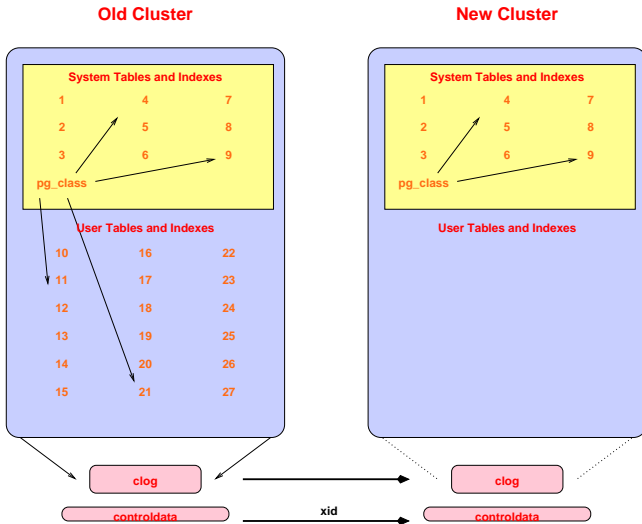 Old Cluster
System Tables and Indexes
1 4 7
2 5 8
3 6 9
pg_class
User Tables and Indexes
10 16 22
11 17 23
12 18 24
13 19 25
14 20 26
15 21 27
clog
controldata
xid
New Cluster
System Tables and Indexes
1 4 7
2 5 8
3 6 9
pg_class
User Tables and Indexes
clog
controldata